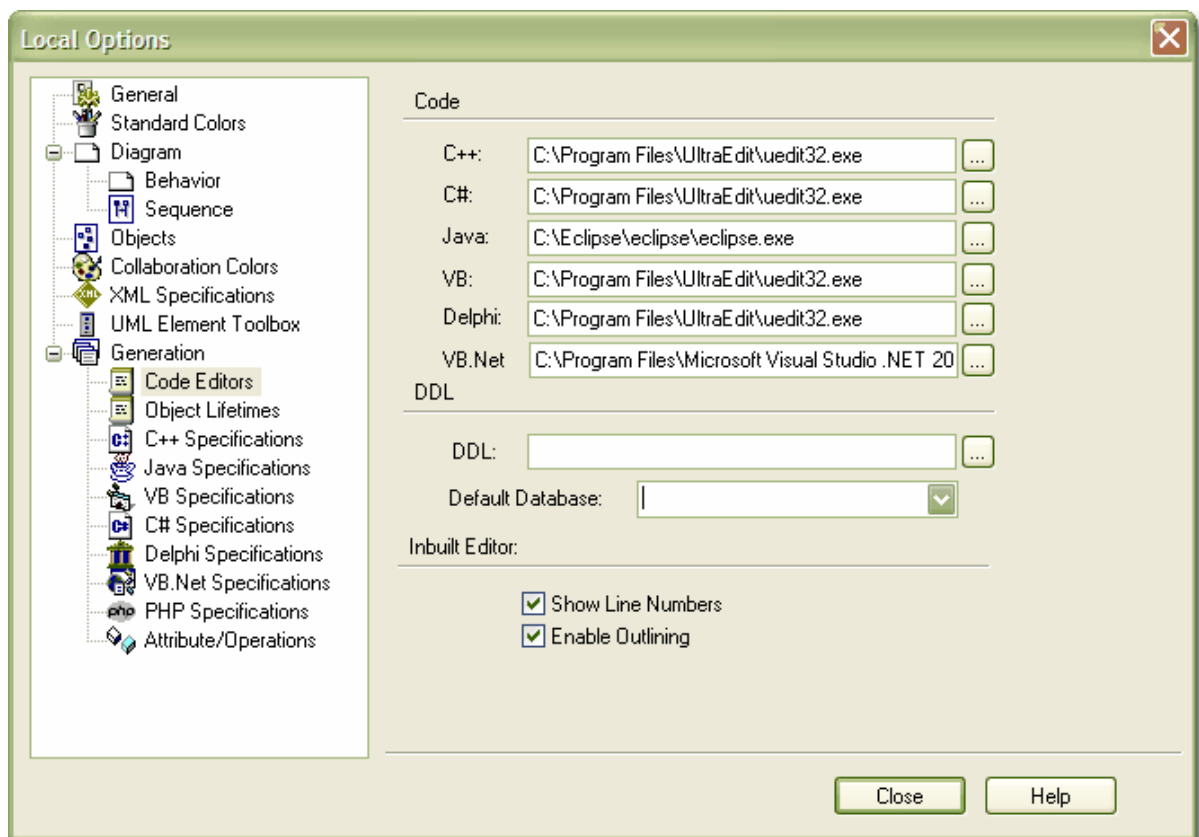 Local Options
General
Standard Colors
Diagram
Behavior
Sequence
Objects
Collaboration Colors
XML Specifications
UML Element Toolbox
Generation
Code Editors
Object Lifetimes
C++ Specifications
Java Specifications
VB Specifications
C# Specifications
Delphi Specifications
VB.Net Specifications
PHP Specifications
Attribute/Operations
Code
C++: C:\Program Files\UltraEdit\uedit32.exe ...
C#: C:\Program Files\UltraEdit\uedit32.exe ...
Java: C:\Eclipse\eclipse\eclipse.exe ...
VB: C:\Program Files\UltraEdit\uedit32.exe ...
Delphi: C:\Program Files\UltraEdit\uedit32.exe ...
VB.Net C:\Program Files\Microsoft Visual Studio .NET 20 ...
DDL
DDL: ...
Default Database:
Inbuilt Editor:
Show Line Numbers
Enable Outlining
Close Help